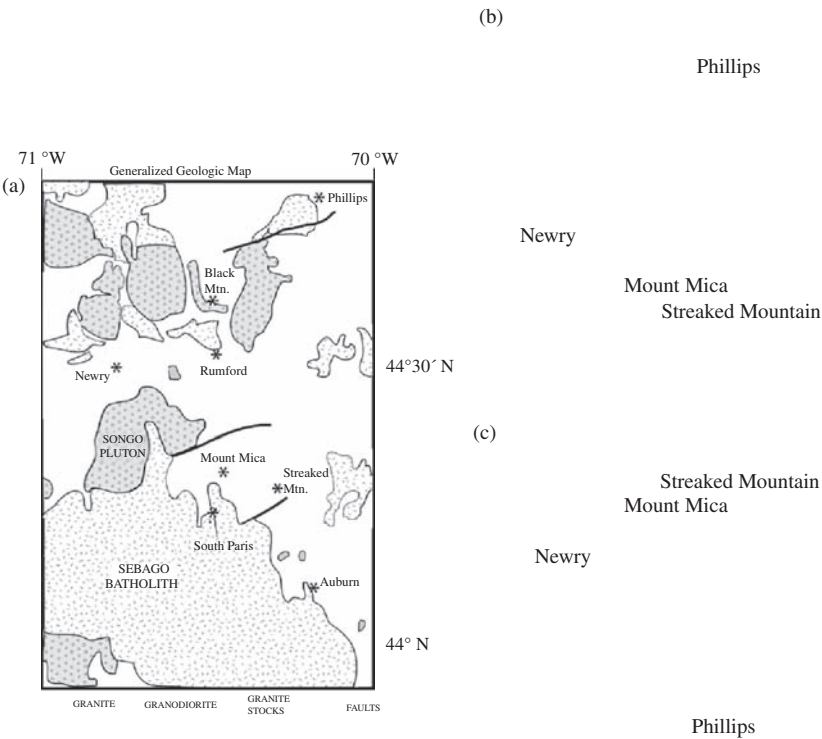 (b)
Phillips
Newry
Mount Mica
Streaked Mountain
(c)
Streaked Mountain
Mount Mica
Newry
Phillips
71 °W
70 °W
Generalized Geologic Map
(a)
Phillips
Black
Mtn.
Newry
Rumford
44°30´ N
SONGO
PLUTON
Mount Mica
Streaked
Mtn.
South Paris
SEBAGO
BATHOLITH
Auburn
44° N
GRANITE
GRANODIORITE
GRANITE
STOCKS
FAULTS